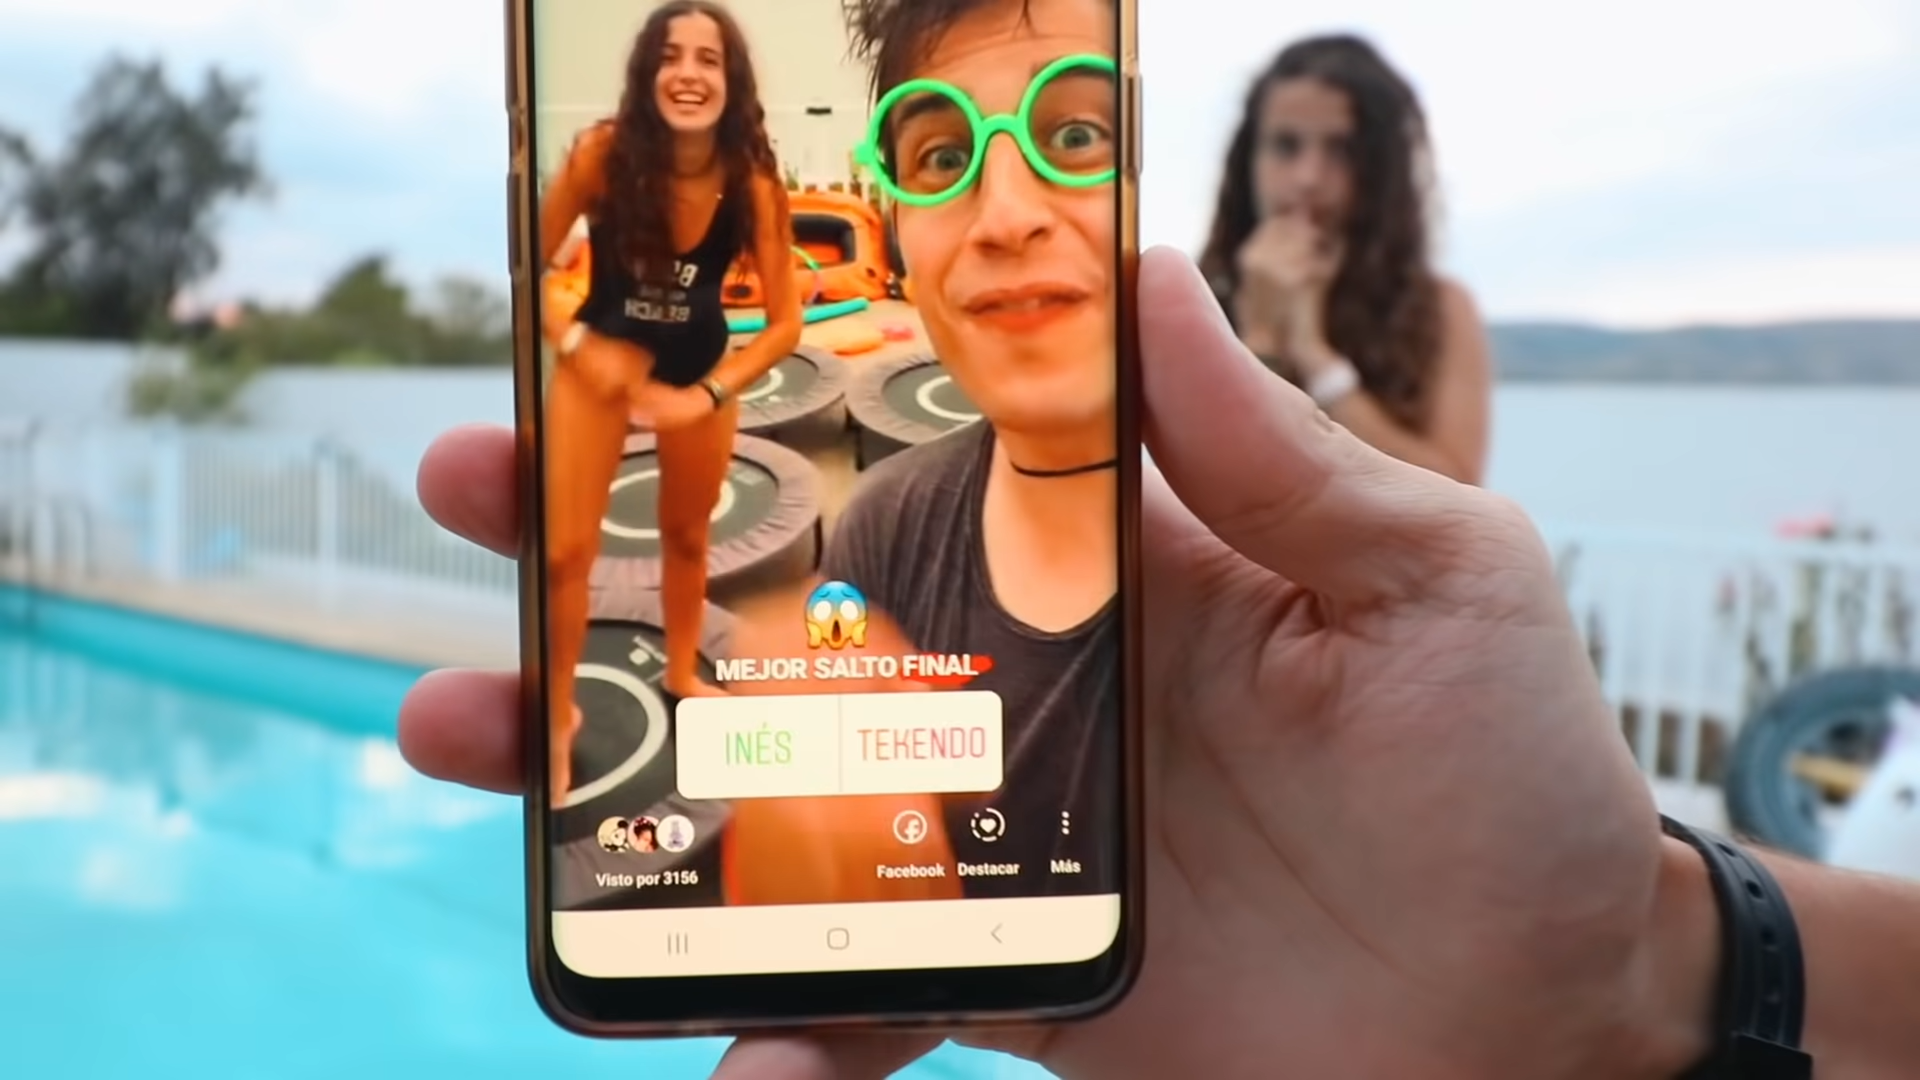 MEJOR SALTO FINAL
INÉS
TEKENDO
Visto por 3156
Facebook
Destacar
Más